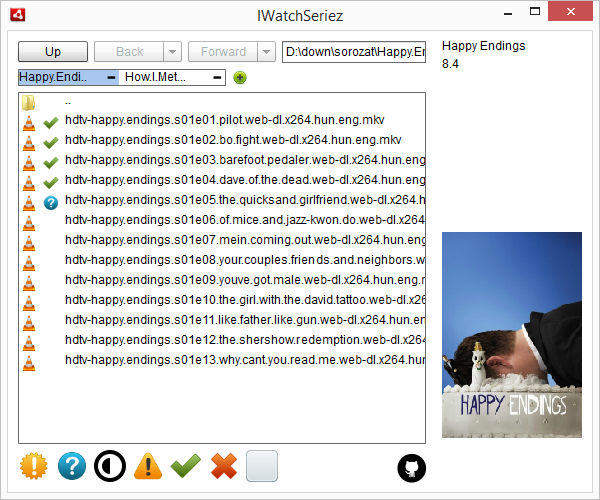 IWatchSeriez
Up
Back
Forward
D:\down\sorozat\Happy.En
Happy.Endi..
How.I.Met...
..
hdtv-happy.endings.s01e01.pilot.web-dl.x264.hun.eng.mkv
hdtv-happy.endings.s01e02.bo.fight.web-dl.x264.hun.eng.mkv
hdtv-happy.endings.s01e03.barefoot.pedaler.web-dl.x264.hun.eng
hdtv-happy.endings.s01e04.dave.of.the.dead.web-dl.x264.hun.eng
hdtv-happy.endings.s01e05.the.quicksand.girlfriend.web-dl.x264.
hdtv-happy.endings.s01e06.of.mice.and.jazz-kwon.do.web-dl.x264
hdtv-happy.endings.s01e07.mein.coming.out.web-dl.x264.hun.eng
hdtv-happy.endings.s01e08.your.couples.friends.and.neighbors.w
hdtv-happy.endings.s01e09.youve.got.male.web-dl.x264.hun.eng.r
hdtv-happy.endings.s01e10.the.girl.with.the.david.tattoo.web-dl.x26
hdtv-happy.endings.s01e11.like.father.like.gun.web-dl.x264.hun.en
hdtv-happy.endings.s01e12.the.shershow.redemption.web-dl.x264
hdtv-happy.endings.s01e13.why.cant.you.read.me.web-dl.x264.hun
Happy Endings
8.4
HAPPY ENDINGS